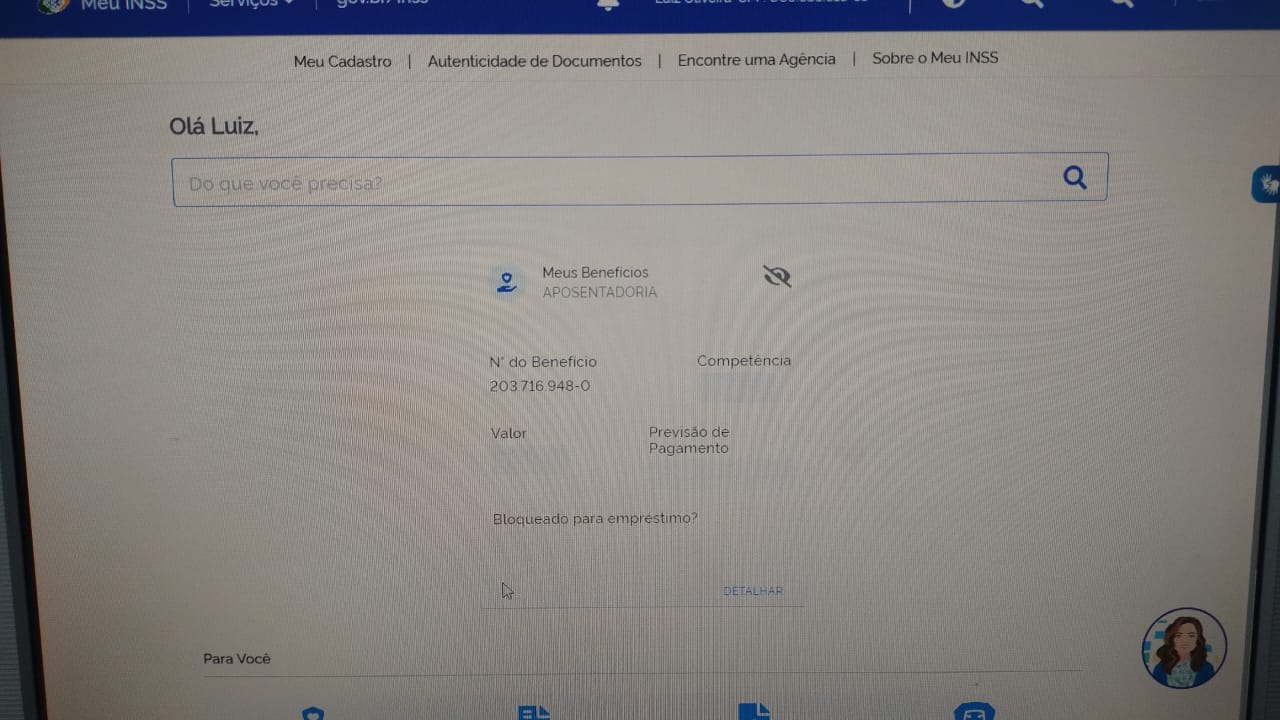 Meu INSS | Serviços | gov.br/inss
Meu Cadastro | Autenticidade de Documentos | Encontre uma Agência | Sobre o Meu INSS
Olá Luiz,
Do que você precisa?
Meus Benefícios
APOSENTADORIA
N° do Benefício
203 716 948-0
Competência
Valor
Previsão de
Pagamento
Bloqueado para empréstimo?
DETALHAR
Para Você